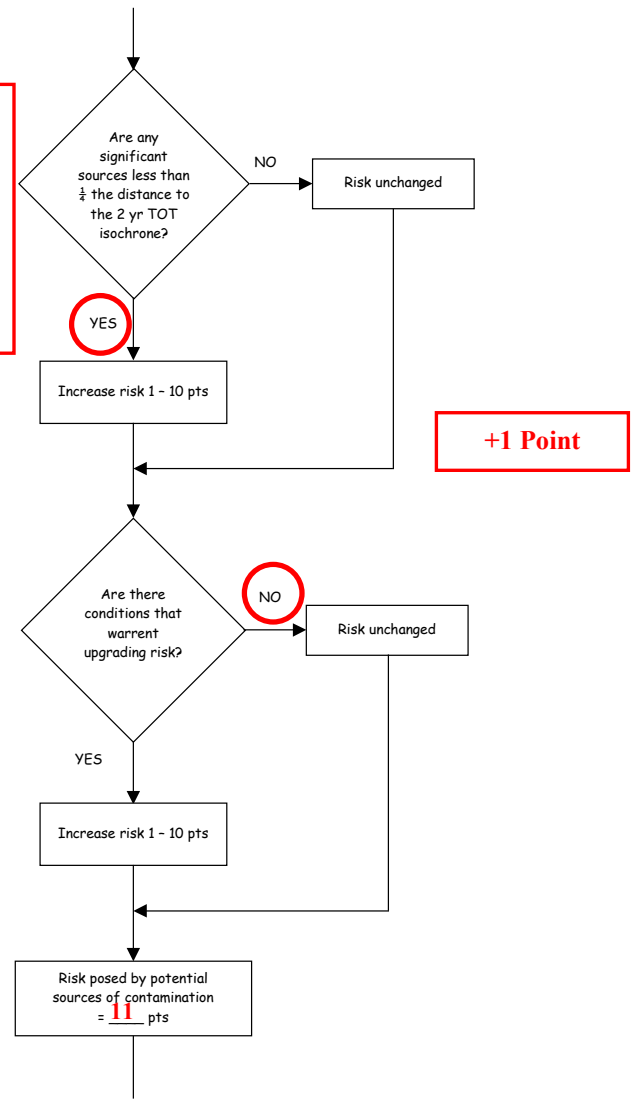 Are any
significant
sources less than
¼ the distance to
the 2 yr TOT
isochrone?
NO
Risk unchanged
YES
Increase risk 1 – 10 pts
+1 Point
Are there
conditions that
warrent
upgrading risk?
NO
Risk unchanged
YES
Increase risk 1 – 10 pts
Risk posed by potential
sources of contamination
= 11 pts